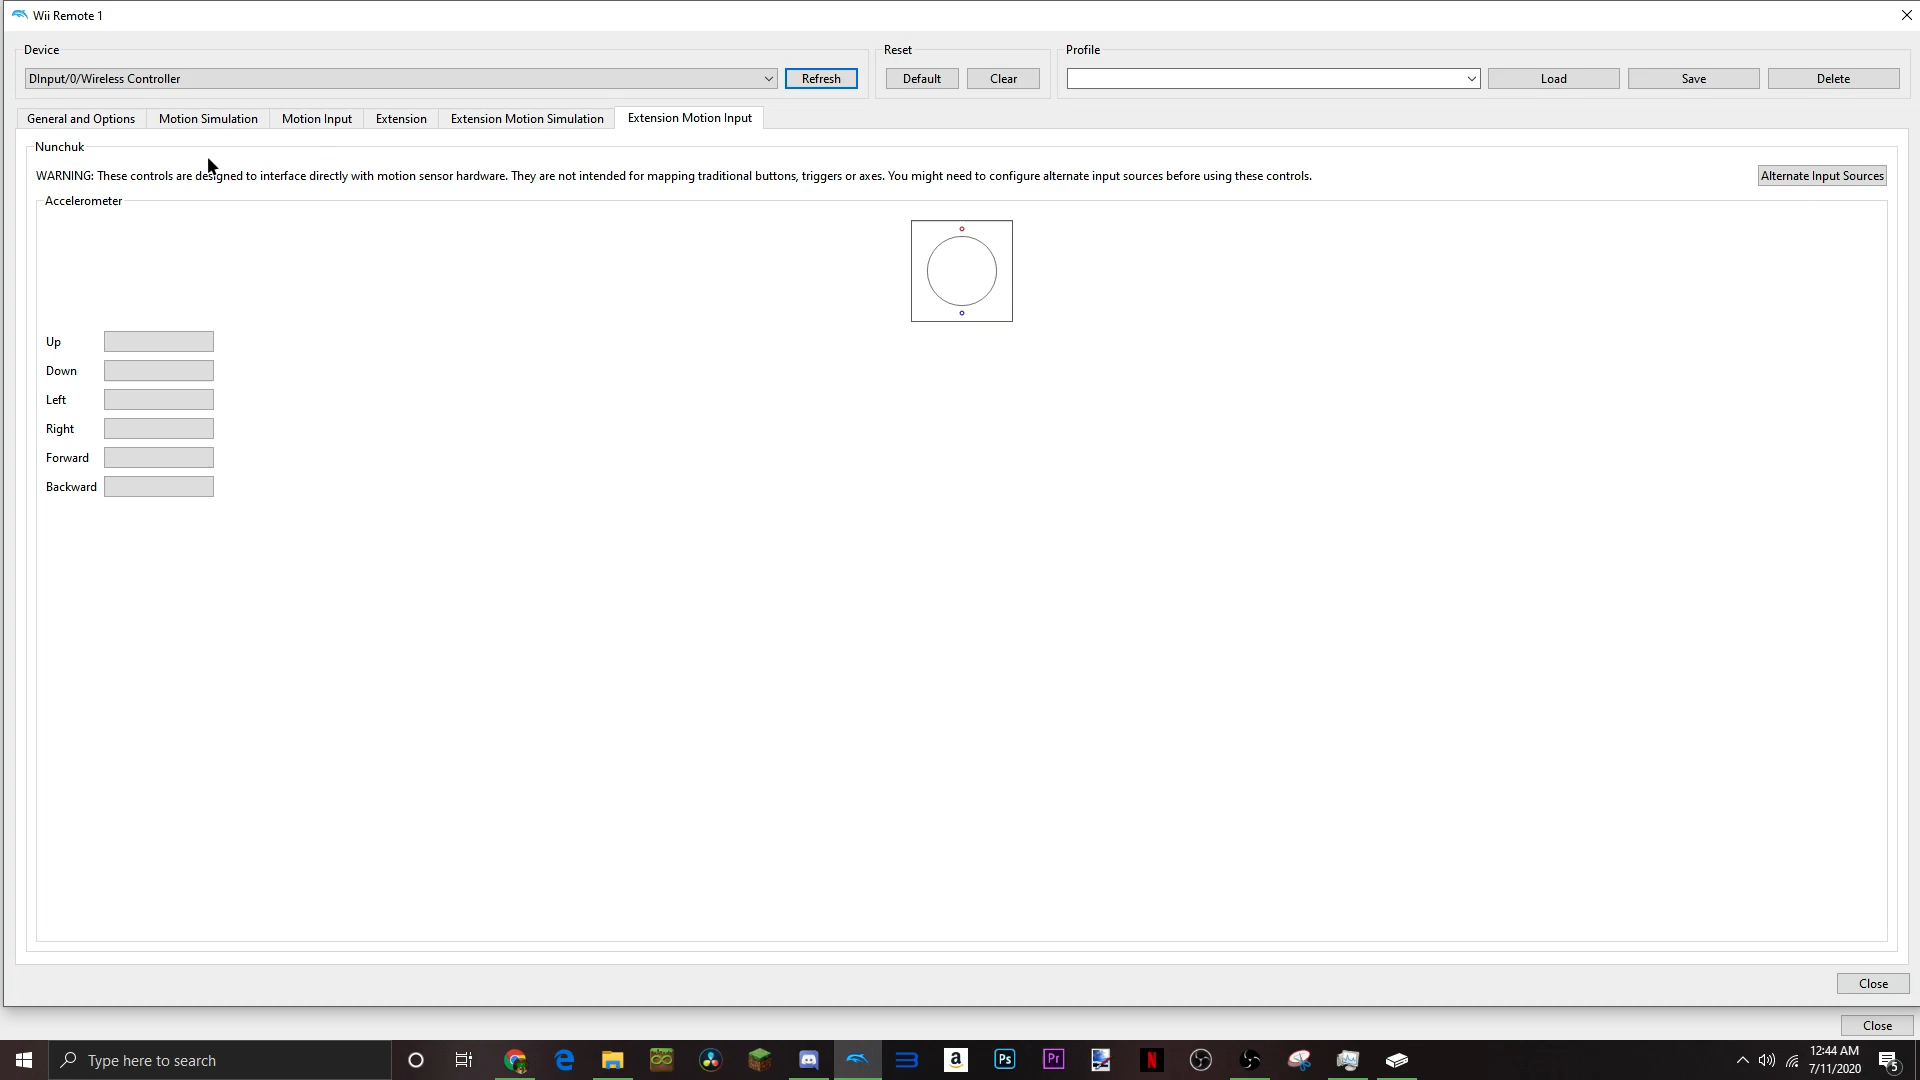 Wii Remote 1
Device
Reset
Profile
DInput/0/Wireless Controller
Refresh
Default
Clear
Load
Save
Delete
General and Options
Motion Simulation
Motion Input
Extension
Extension Motion Simulation
Extension Motion Input
Nunchuk
WARNING: These controls are designed to interface directly with motion sensor hardware. They are not intended for mapping traditional buttons, triggers or axes. You might need to configure alternate input sources before using these controls.
Alternate Input Sources
Accelerometer
Up
Down
Left
Right
Forward
Backward
Close
Close
Type here to search
a
Ps
Pr
N
12:44 AM
7/11/2020
5